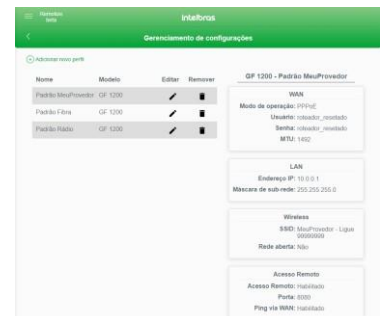 Remotize
beta
intelbras
Gerenciamento de configurações
Adicionar novo perfil
Nome Modelo Editar Remover
Padrão MeuProvedor GF 1200
Padrão Fibra GF 1200
Padrão Rádio GF 1200
GF 1200 - Padrão MeuProvedor
WAN
Modo de operação: PPPoE
Usuário: roteador_resetado
Senha: roteador_resetado
MTU: 1492
LAN
Endereço IP: 10.0.0.1
Máscara de sub-rede: 255.255.255.0
Wireless
SSID: MeuProvedor - Ligue
99999999
Rede aberta: Não
Acesso Remoto
Acesso Remoto: Habilitado
Porta: 8080
Ping via WAN: Habilitado